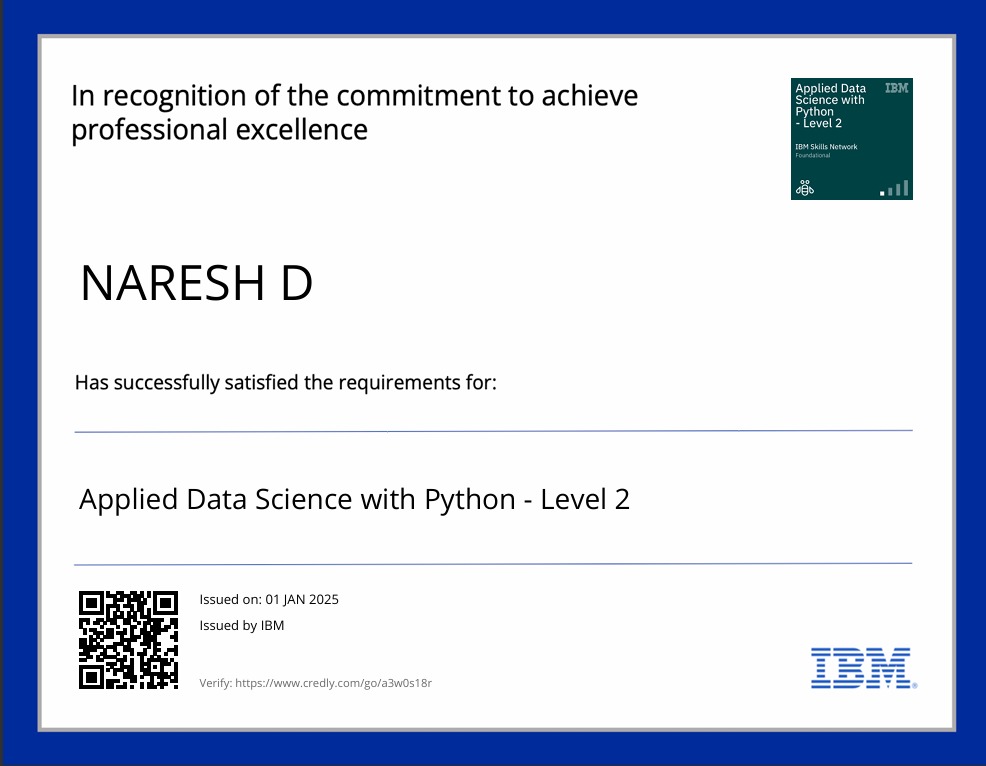 In recognition of the commitment to achieve
professional excellence
Applied Data
Science with
Python
- Level 2
IBM
IBM Skills Network
Foundational
NARESH D
Has successfully satisfied the requirements for:
Applied Data Science with Python - Level 2
Issued on: 01 JAN 2025
Issued by IBM
Verify: https://www.credly.com/go/a3w0s18r
IBM®